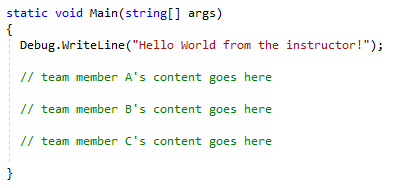 static void Main(string[] args)
{
Debug.WriteLine("Hello World from the instructor!");
// team member A's content goes here
// team member B's content goes here
// team member C's content goes here
}